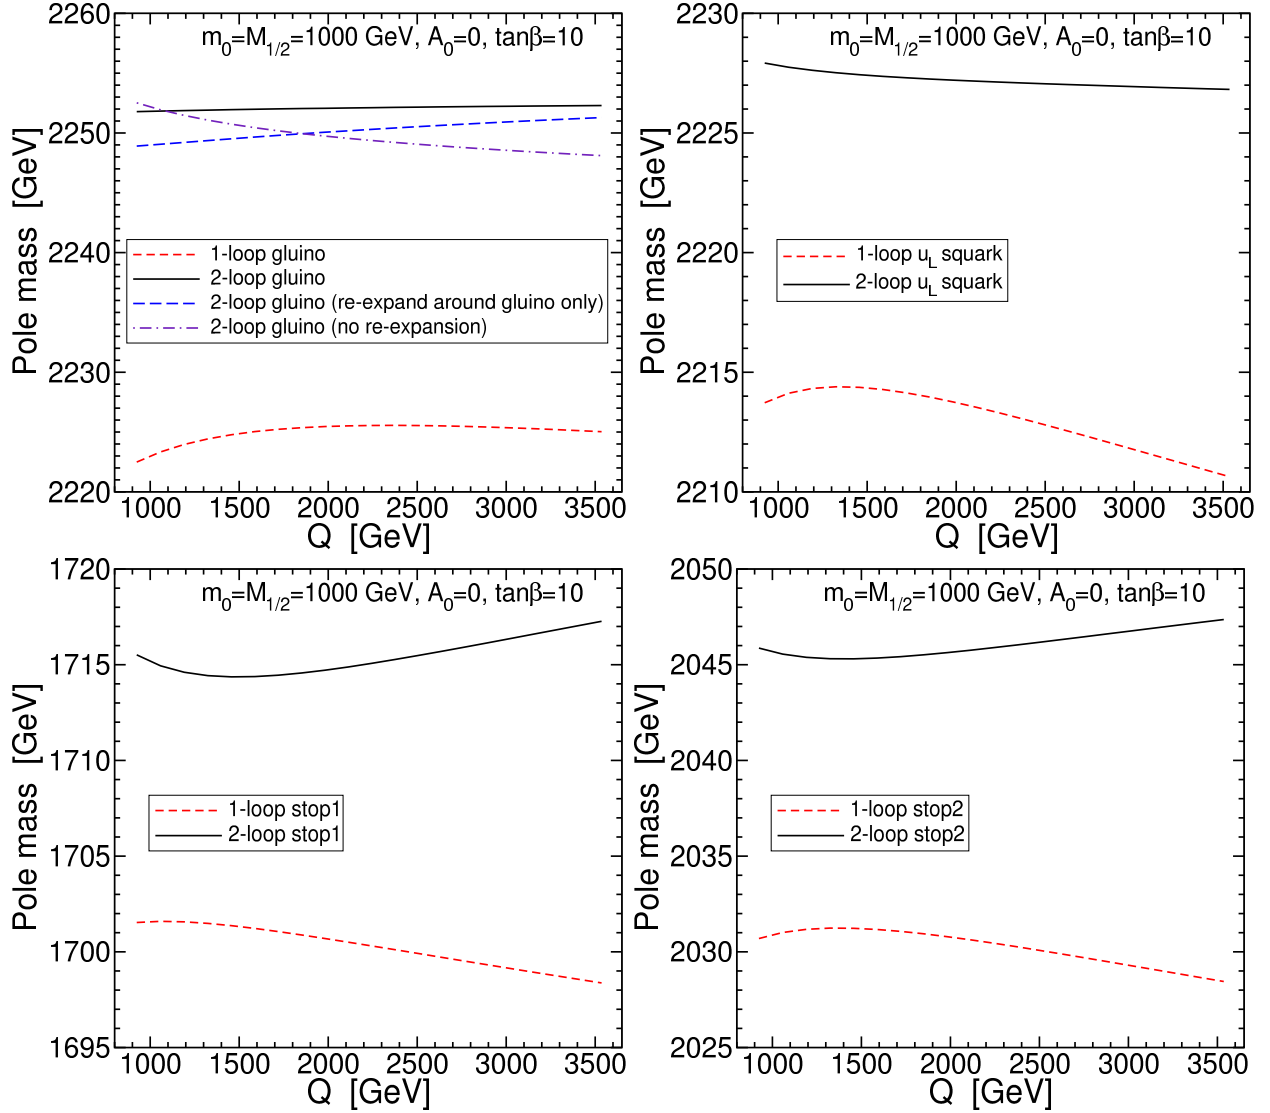 m0=M1/2=1000 GeV, A0=0, tanβ=10
2260
2250
2240
2230
2220
Pole mass [GeV]
1-loop gluino
2-loop gluino
2-loop gluino (re-expand around gluino only)
2-loop gluino (no re-expansion)
1000 1500 2000 2500 3000 3500
Q [GeV]
m0=M1/2=1000 GeV, A0=0, tanβ=10
2230
2225
2220
2215
2210
Pole mass [GeV]
1-loop uL squark
2-loop uL squark
1000 1500 2000 2500 3000 3500
Q [GeV]
m0=M1/2=1000 GeV, A0=0, tanβ=10
1720
1715
1710
1705
1700
1695
Pole mass [GeV]
1-loop stop1
2-loop stop1
1000 1500 2000 2500 3000 3500
Q [GeV]
m0=M1/2=1000 GeV, A0=0, tanβ=10
2050
2045
2040
2035
2030
2025
Pole mass [GeV]
1-loop stop2
2-loop stop2
1000 1500 2000 2500 3000 3500
Q [GeV]